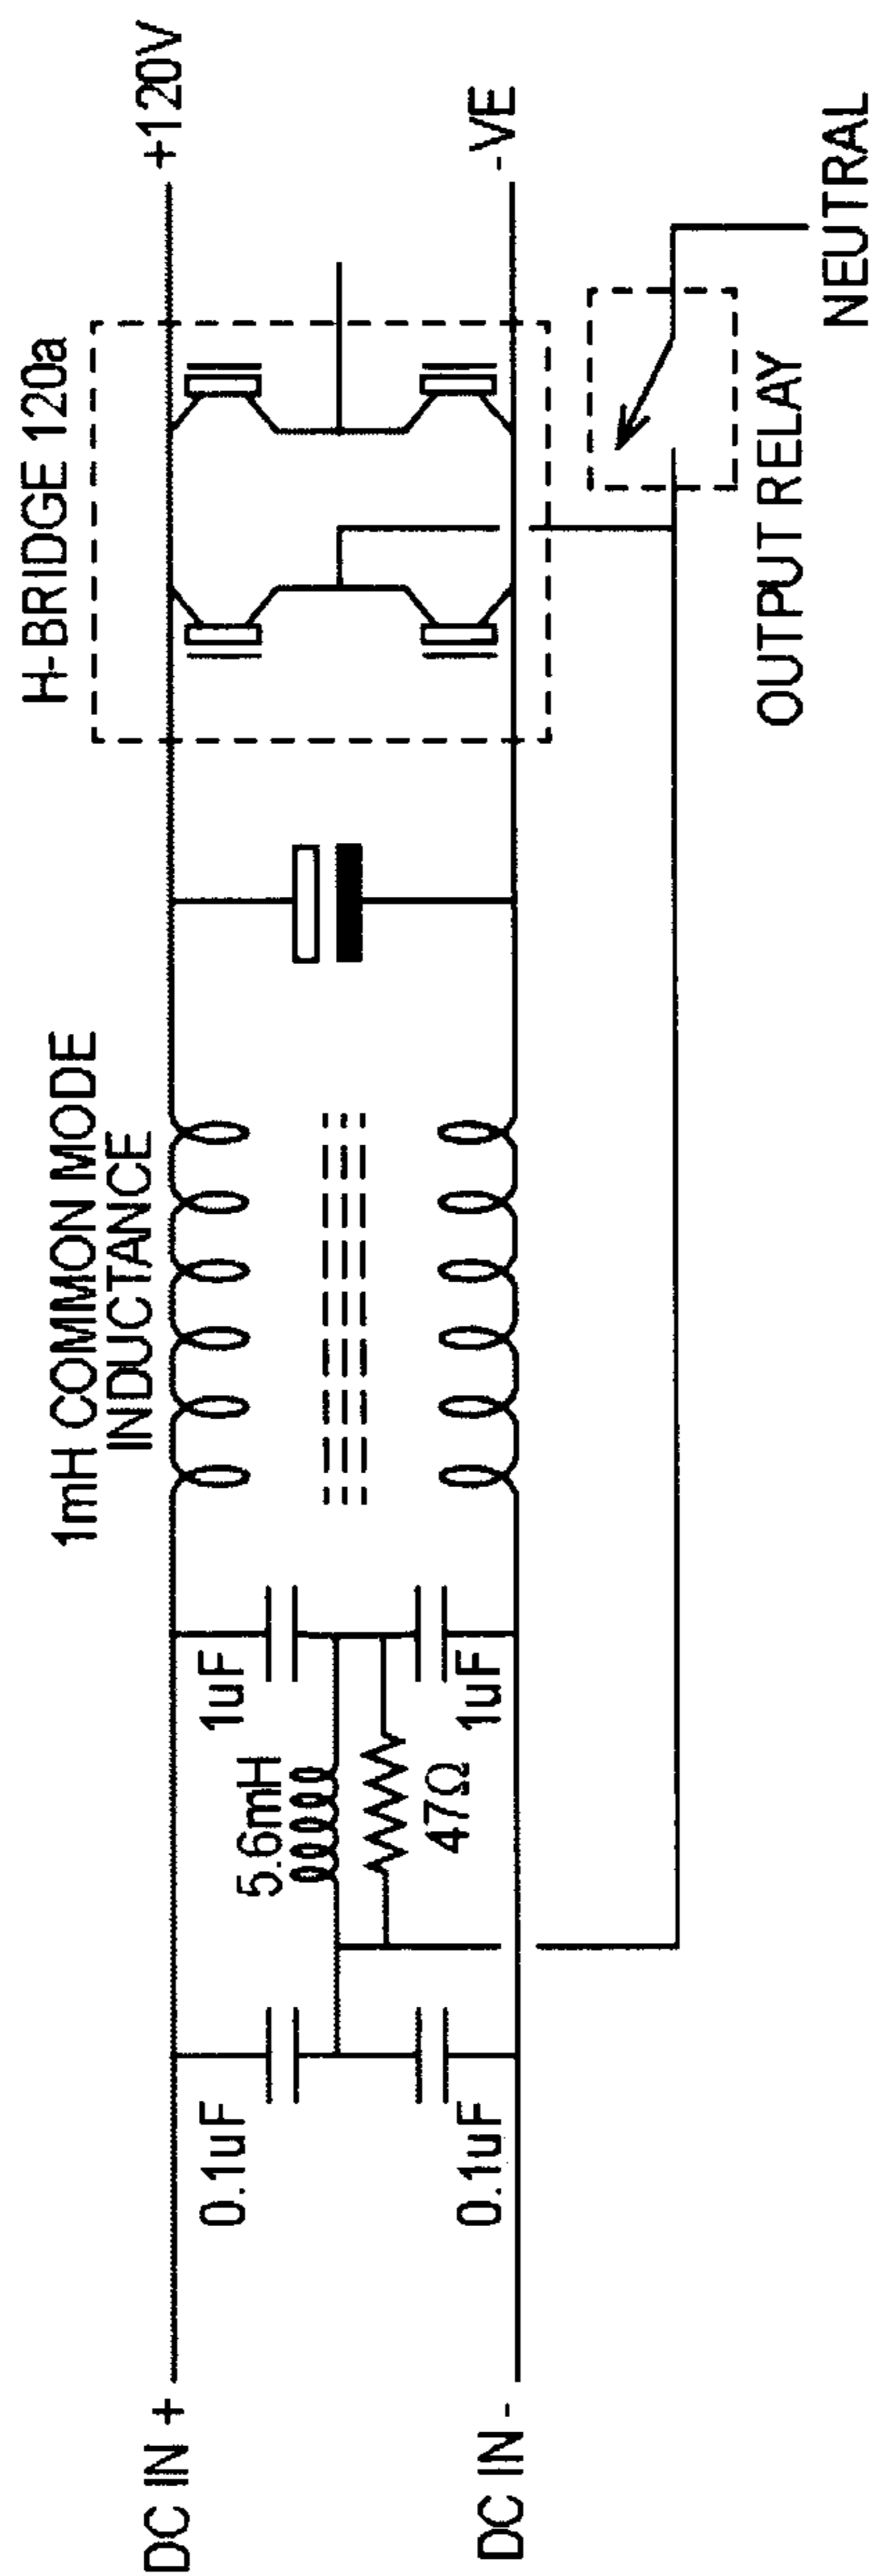 DC IN +
DC IN -
0.1uF
0.1uF
5.6mH
47Ω
1uF
1uF
1mH COMMON MODE
INDUCTANCE
H-BRIDGE 120a
+120V
-VE
OUTPUT RELAY
NEUTRAL